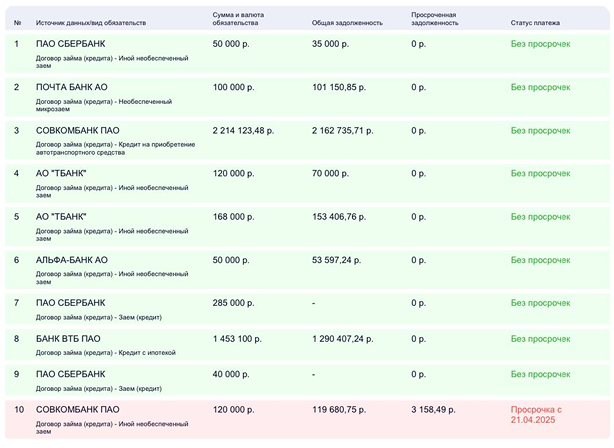 № Источник данных/вид обязательств Сумма и валюта обязательства Общая задолженность Просроченная задолженность Статус платежа
1 ПАО СБЕРБАНК 50 000 р. 35 000 р. 0 р. Без просрочек
Договор займа (кредита) - Иной необеспеченный
заем
2 ПОЧТА БАНК АО 100 000 р. 101 150,85 р. 0 р. Без просрочек
Договор займа (кредита) - Необеспеченный
микрозаем
3 СОВКОМБАНК ПАО 2 214 123,48 р. 2 162 735,71 р. 0 р. Без просрочек
Договор займа (кредита) - Кредит на приобретение
автотранспортного средства
4 АО "ТБАНК" 120 000 р. 70 000 р. 0 р. Без просрочек
Договор займа (кредита) - Иной необеспеченный
заем
5 АО "ТБАНК" 168 000 р. 153 406,76 р. 0 р. Без просрочек
Договор займа (кредита) - Иной необеспеченный
заем
6 АЛЬФА-БАНК АО 50 000 р. 53 597,24 р. 0 р. Без просрочек
Договор займа (кредита) - Иной необеспеченный
заем
7 ПАО СБЕРБАНК 285 000 р. - 0 р. Без просрочек
Договор займа (кредита) - Заем (кредит)
8 БАНК ВТБ ПАО 1 453 100 р. 1 290 407,24 р. 0 р. Без просрочек
Договор займа (кредита) - Кредит с ипотекой
9 ПАО СБЕРБАНК 40 000 р. - 0 р. Без просрочек
Договор займа (кредита) - Заем (кредит)
10 СОВКОМБАНК ПАО 120 000 р. 119 680,75 р. 3 158,49 р. Просрочка с
21.04.2025
Договор займа (кредита) - Иной необеспеченный
заем